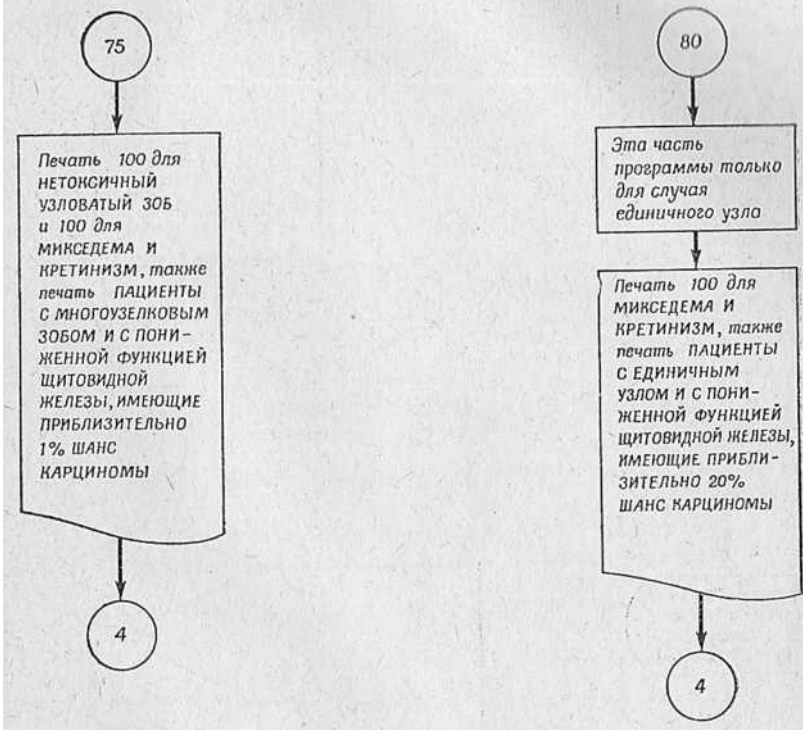 75
Печать 100 для
НЕТОКСИЧНЫЙ
УЗЛОВАТЫЙ ЗОБ
и 100 для
МИКСЕДЕМА И
КРЕТИНИЗМ, также
печать ПАЦИЕНТЫ
С МНОГОУЗЕЛКОВЫМ
ЗОБОМ И С ПОНИ-
ЖЕННОЙ ФУНКЦИЕЙ
ЩИТОВИДНОЙ
ЖЕЛЕЗЫ, ИМЕЮЩИЕ
ПРИБЛИЗИТЕЛЬНО
1% ШАНС
КАРЦИНОМЫ
4
80
Эта часть
программы только
для случая
единичного узла
Печать 100 для
МИКСЕДЕМА И
КРЕТИНИЗМ, также
печать ПАЦИЕНТЫ
С ЕДИНИЧНЫМ
УЗЛОМ И С ПОНИ-
ЖЕННОЙ ФУНКЦИЕЙ
ЩИТОВИДНОЙ ЖЕЛЕЗЫ,
ИМЕЮЩИЕ ПРИБЛИ-
ЗИТЕЛЬНО 20%
ШАНС КАРЦИНОМЫ
4